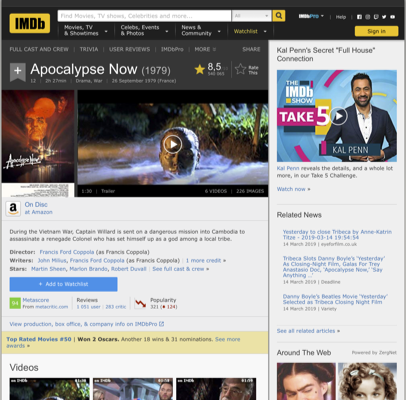 IMDb
Find Movies, TV shows, Celebrities and more...
All
IMDbPro
Help
Movies, TV & Showtimes
Celebs, Events & Photos
News & Community
Watchlist
Sign in
FULL CAST AND CREW | TRIVIA | USER REVIEWS | IMDbPro | MORE
SHARE
Apocalypse Now (1979)
8,5
Rate This
12 | 2h 27min | Drama, War | 26 September 1979 (France)
Apocalypse Now
1:30 | Trailer
6 VIDEOS | 226 IMAGES
On Disc
at Amazon
During the Vietnam War, Captain Willard is sent on a dangerous mission into Cambodia to
assassinate a renegade Colonel who has set himself up as a god among a local tribe.
Director: Francis Ford Coppola (as Francis Coppola)
Writers: John Milius, Francis Ford Coppola (as Francis Coppola) | 1 more credit »
Stars: Martin Sheen, Marlon Brando, Robert Duvall | See full cast & crew »
+ Add to Watchlist
94
Metascore
From metacritic.com
Reviews
1 051 user | 283 critic
Popularity
321
View production, box office, & company info on IMDbPro
Top Rated Movies #50 | Won 2 Oscars. Another 18 wins & 31 nominations. See more
awards »
Videos
Kal Penn's Secret "Full House"
Connection
THE IMDb SHOW
TAKE 5
KAL PENN
Kal Penn reveals the details, and a whole lot
more, in our Take 5 Challenge.
Watch now »
Related News
Yesterday to close Tribeca by Anne-Katrin
Titze - 2019-03-14 19:54:54
14 March 2019 | eyeforfilm.co.uk
Tribeca Slots Danny Boyle's 'Yesterday'
As Closing-Night Film, Galas For Trey
Anastasio Doc, 'Apocalypse Now,' 'Say
Anything…'
14 March 2019 | Deadline
Danny Boyle's Beatles Movie 'Yesterday'
Selected as Tribeca Closing Night Film
14 March 2019 | Variety
See all related articles »
Around The Web
Powered by ZergNet